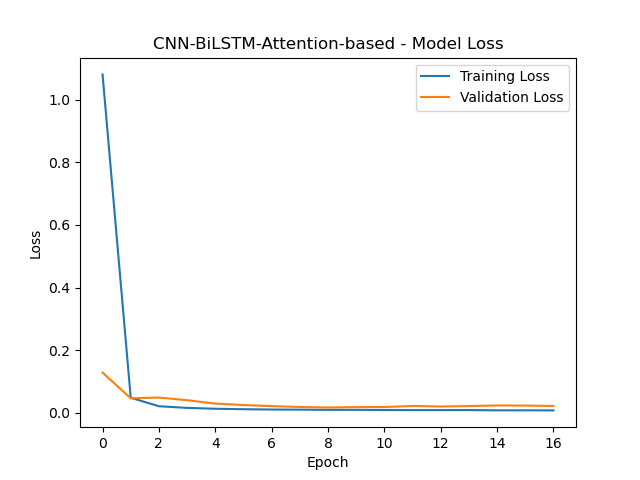 CNN-BiLSTM-Attention-based - Model Loss
Training Loss
Validation Loss
1.0
0.8
0.6
0.4
0.2
0.0
Loss
0 2 4 6 8 10 12 14 16
Epoch